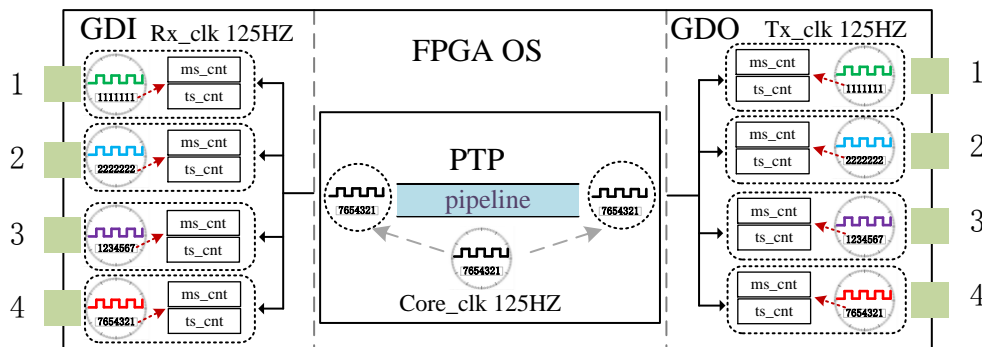 GDI Rx_clk 125HZ
FPGA OS
GDO Tx_clk 125HZ
1
1111111
ms_cnt
ts_cnt
2
2222222
ms_cnt
ts_cnt
3
1234567
ms_cnt
ts_cnt
4
7654321
ms_cnt
ts_cnt
PTP
7654321
pipeline
7654321
7654321
Core_clk 125HZ
ms_cnt
ts_cnt
1111111
1
ms_cnt
ts_cnt
2222222
2
ms_cnt
ts_cnt
1234567
3
ms_cnt
ts_cnt
7654321
4